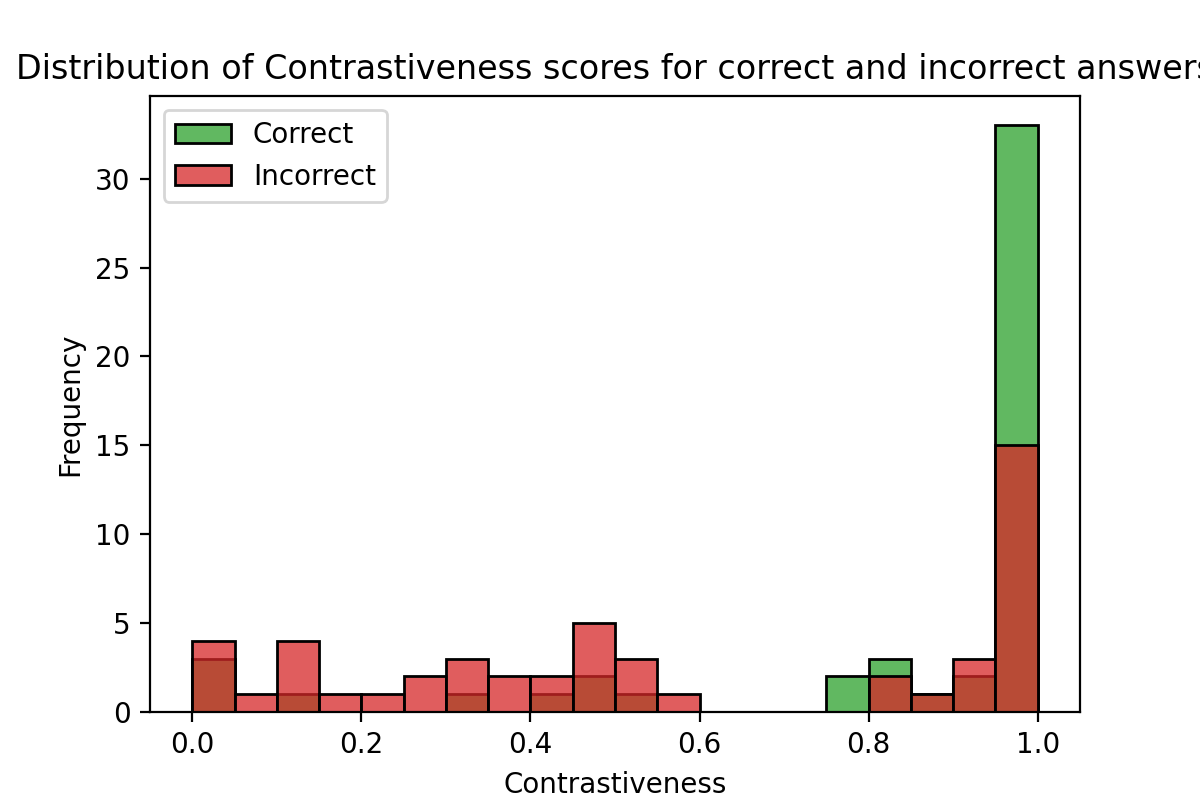 Distribution of Contrastiveness scores for correct and incorrect answers
Correct
Incorrect
30
25
20
15
10
5
0
Frequency
0.0 0.2 0.4 0.6 0.8 1.0
Contrastiveness